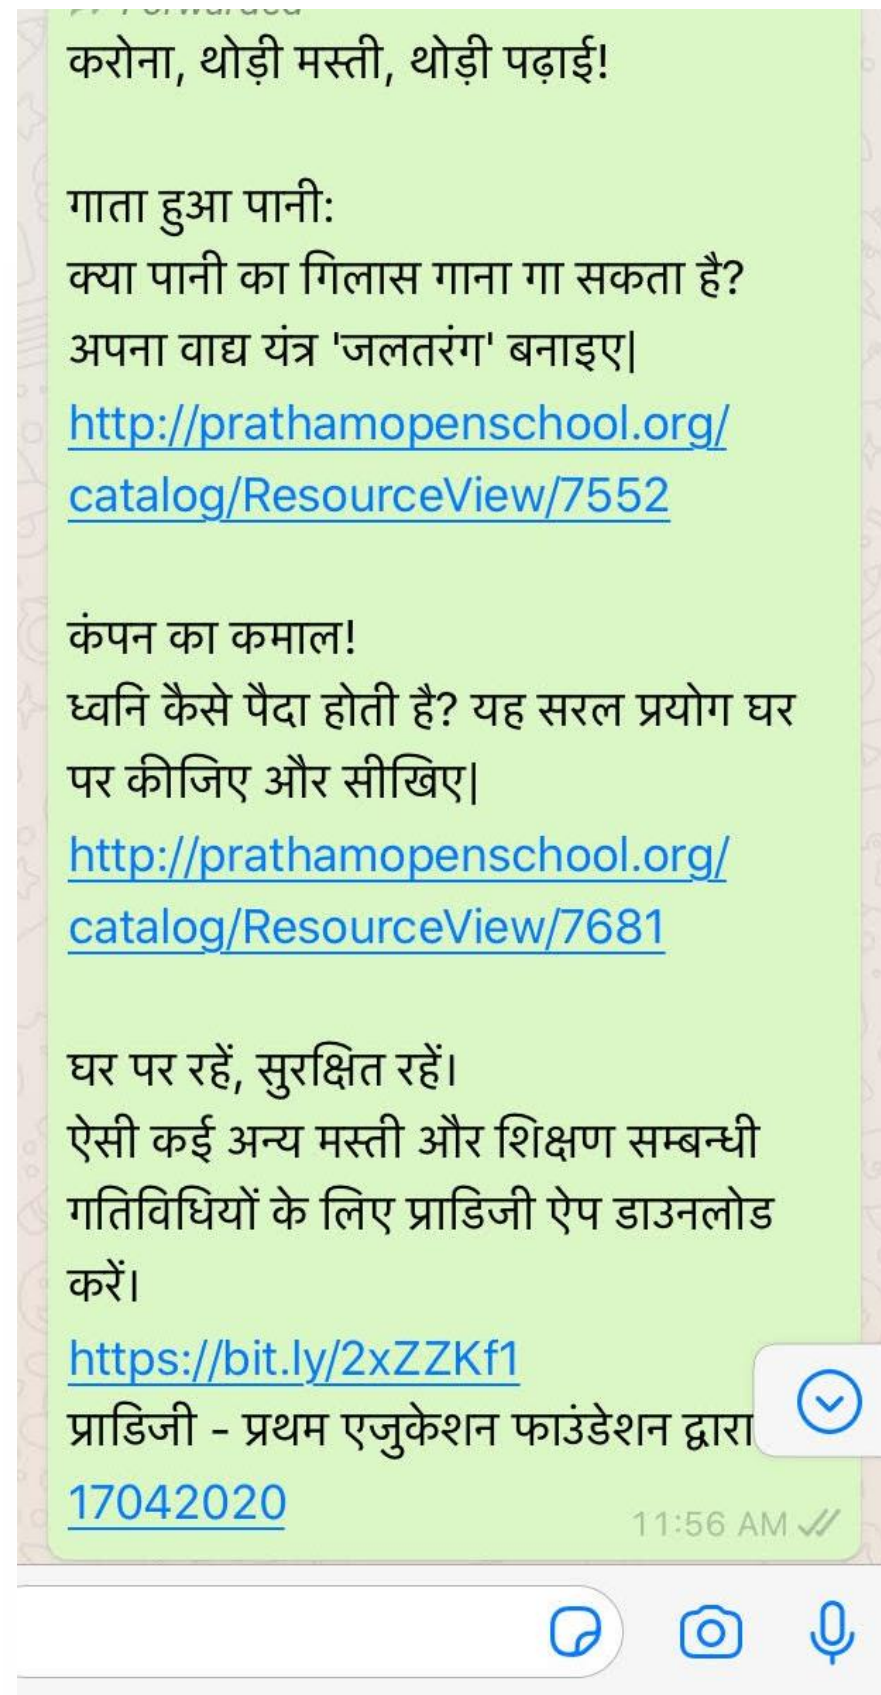 Forwarded
करोना, थोड़ी मस्ती, थोड़ी पढ़ाई!
गाता हुआ पानी:
क्या पानी का गिलास गाना गा सकता है?
अपना वाद्य यंत्र 'जलतरंग' बनाइए|
http://prathamopenschool.org/
catalog/ResourceView/7552
कंपन का कमाल!
ध्वनि कैसे पैदा होती है? यह सरल प्रयोग घर
पर कीजिए और सीखिए|
http://prathamopenschool.org/
catalog/ResourceView/7681
घर पर रहें, सुरक्षित रहें।
ऐसी कई अन्य मस्ती और शिक्षण सम्बन्धी
गतिविधियों के लिए प्राडिजी ऐप डाउनलोड
करें।
https://bit.ly/2xZZKf1
प्राडिजी - प्रथम एजुकेशन फाउंडेशन द्वारा
17042020
11:56 AM